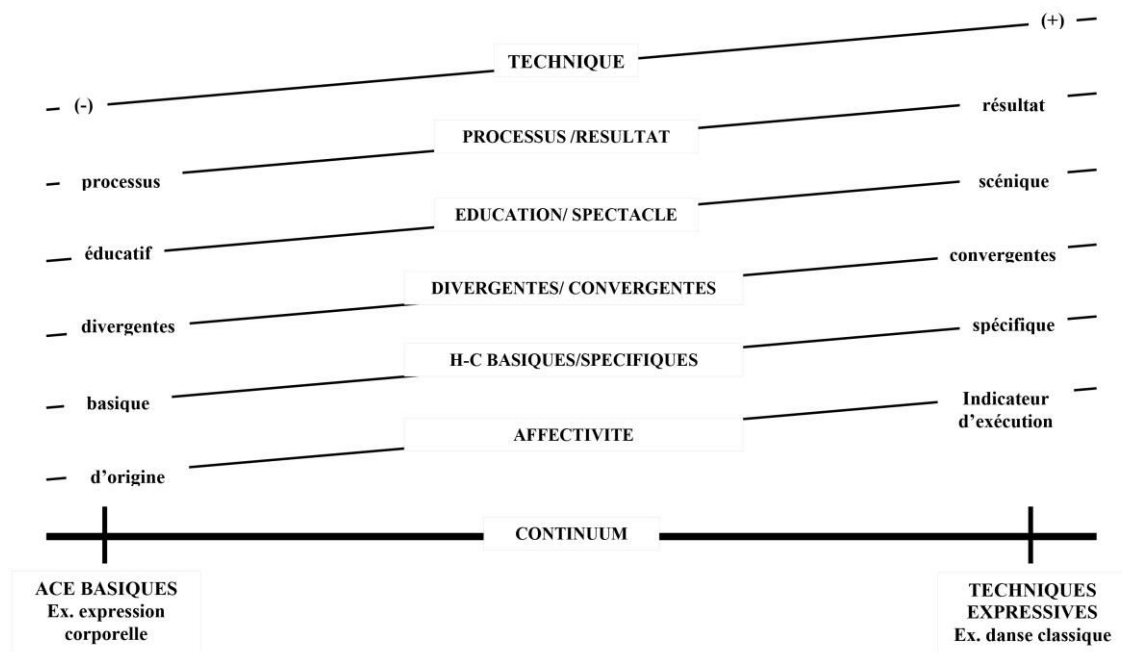 (+)
TECHNIQUE
(-)
résultat
PROCESSUS /RESULTAT
processus
scénique
EDUCATION/ SPECTACLE
éducatif
convergentes
DIVERGENTES/ CONVERGENTES
divergentes
spécifique
H-C BASIQUES/SPECIFIQUES
basique
Indicateur
d’exécution
AFFECTIVITE
d’origine
CONTINUUM
ACE BASIQUES
Ex. expression
corporelle
TECHNIQUES
EXPRESSIVES
Ex. danse classique